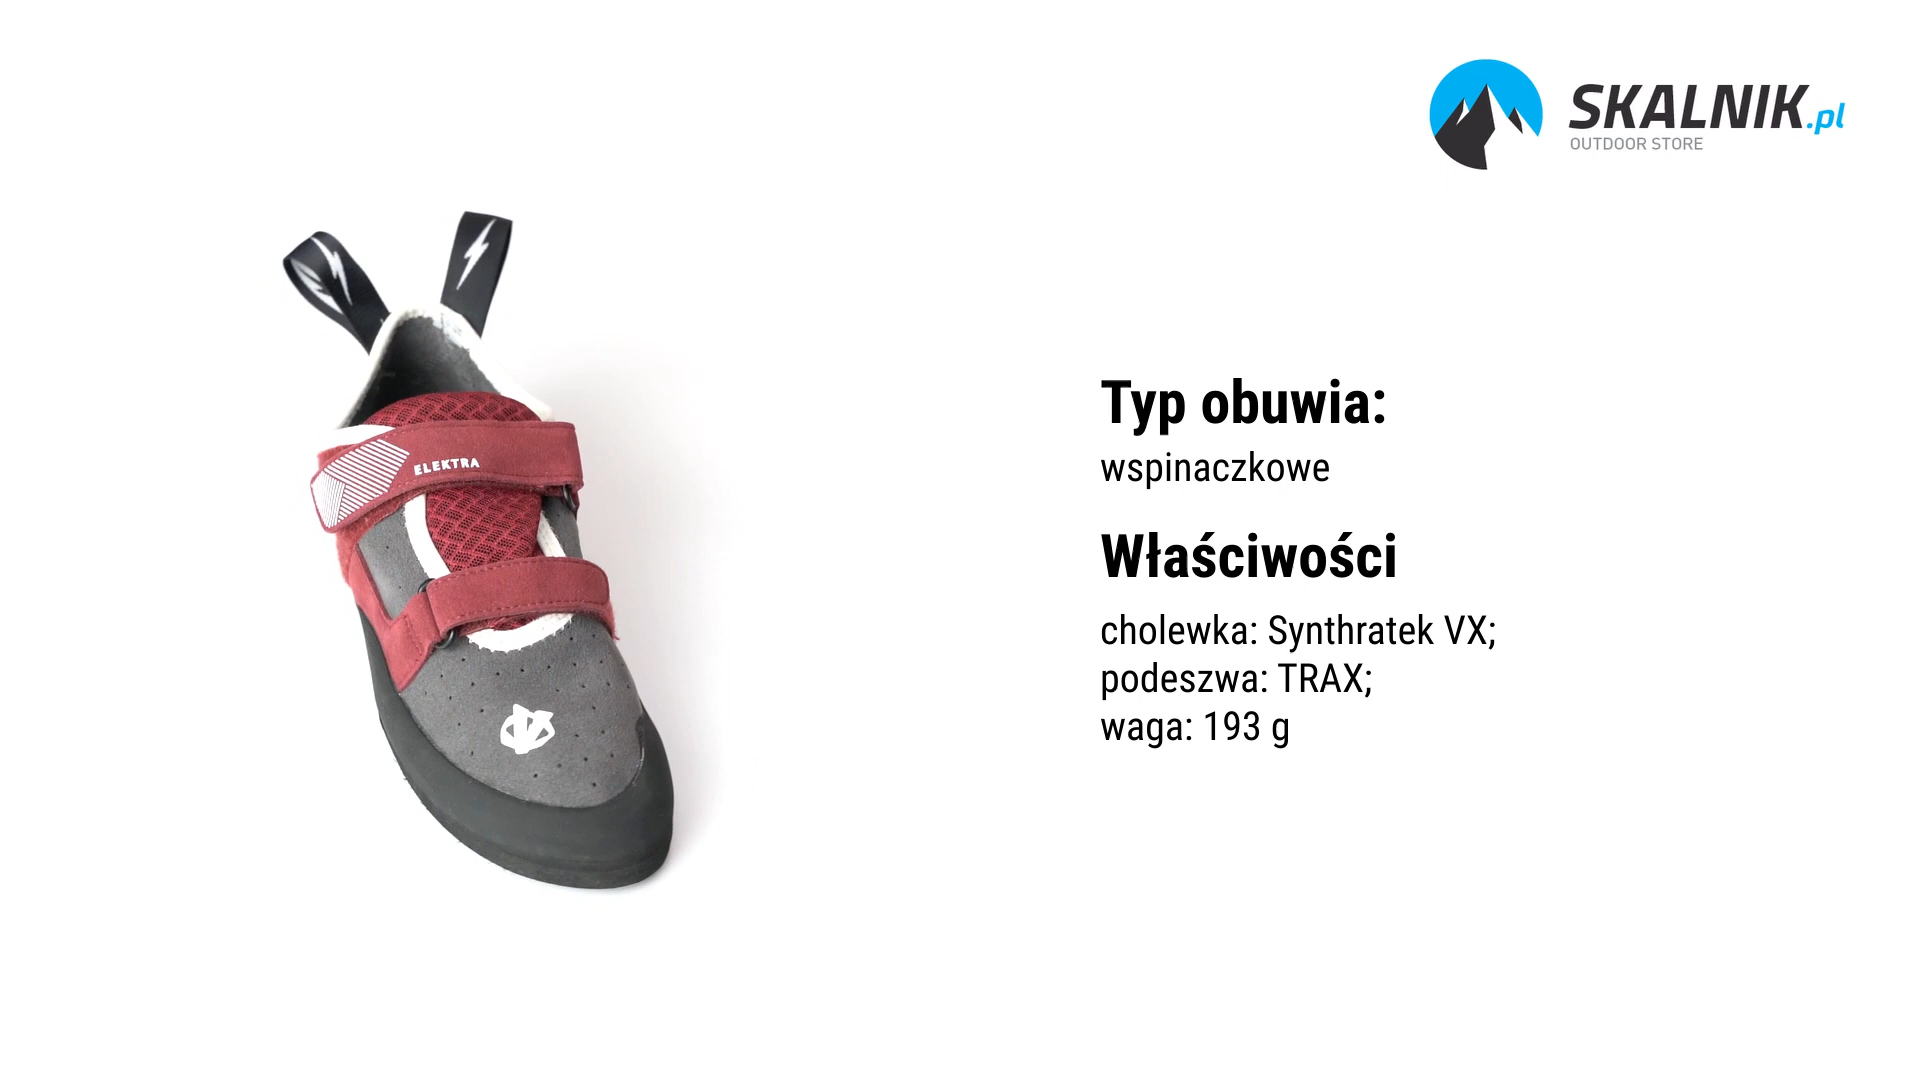 SKALNIK.pl
OUTDOOR STORE
ELEKTRA
Typ obuwia:
wspinaczkowe
Właściwości
cholewka: Synthratek VX;
podeszwa: TRAX;
waga: 193 g